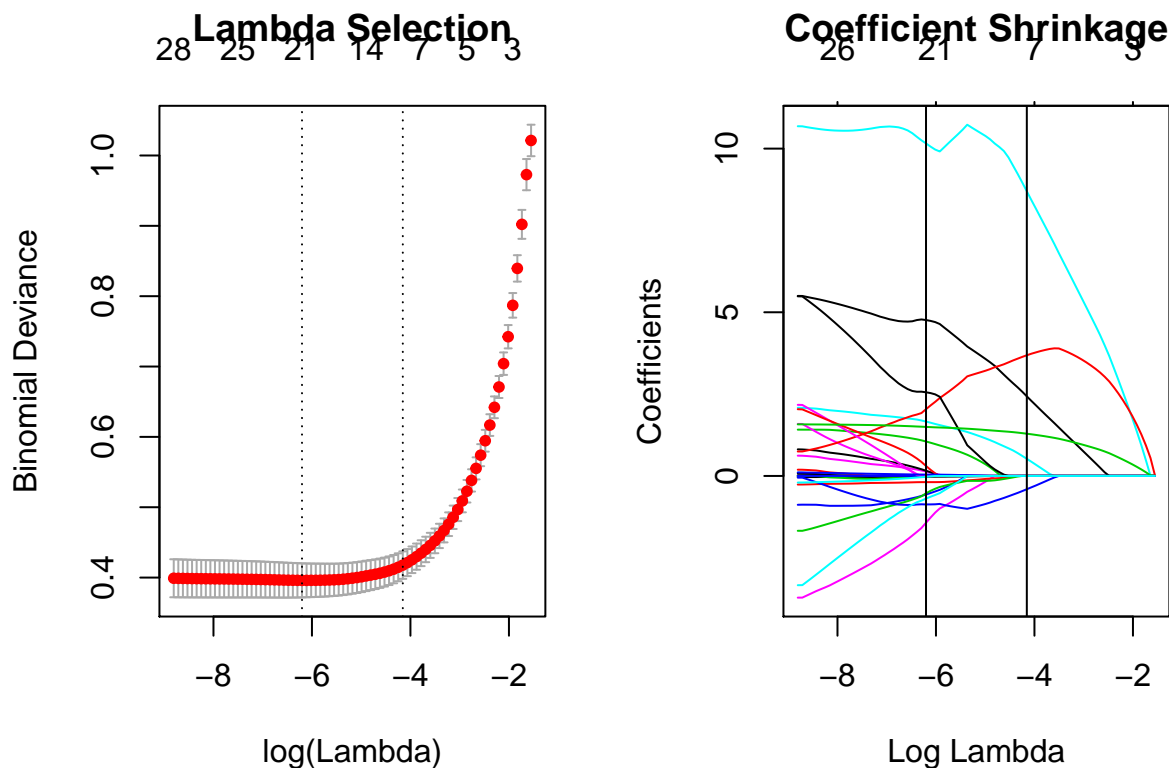 Lambda Selection
28 25 21 14 7 5 3
Binomial Deviance
1.0
0.8
0.6
0.4
−8 −6 −4 −2
log(Lambda)
Coefficient Shrinkage
26 21 7 3
Coefficients
10
5
0
−8 −6 −4 −2
Log Lambda